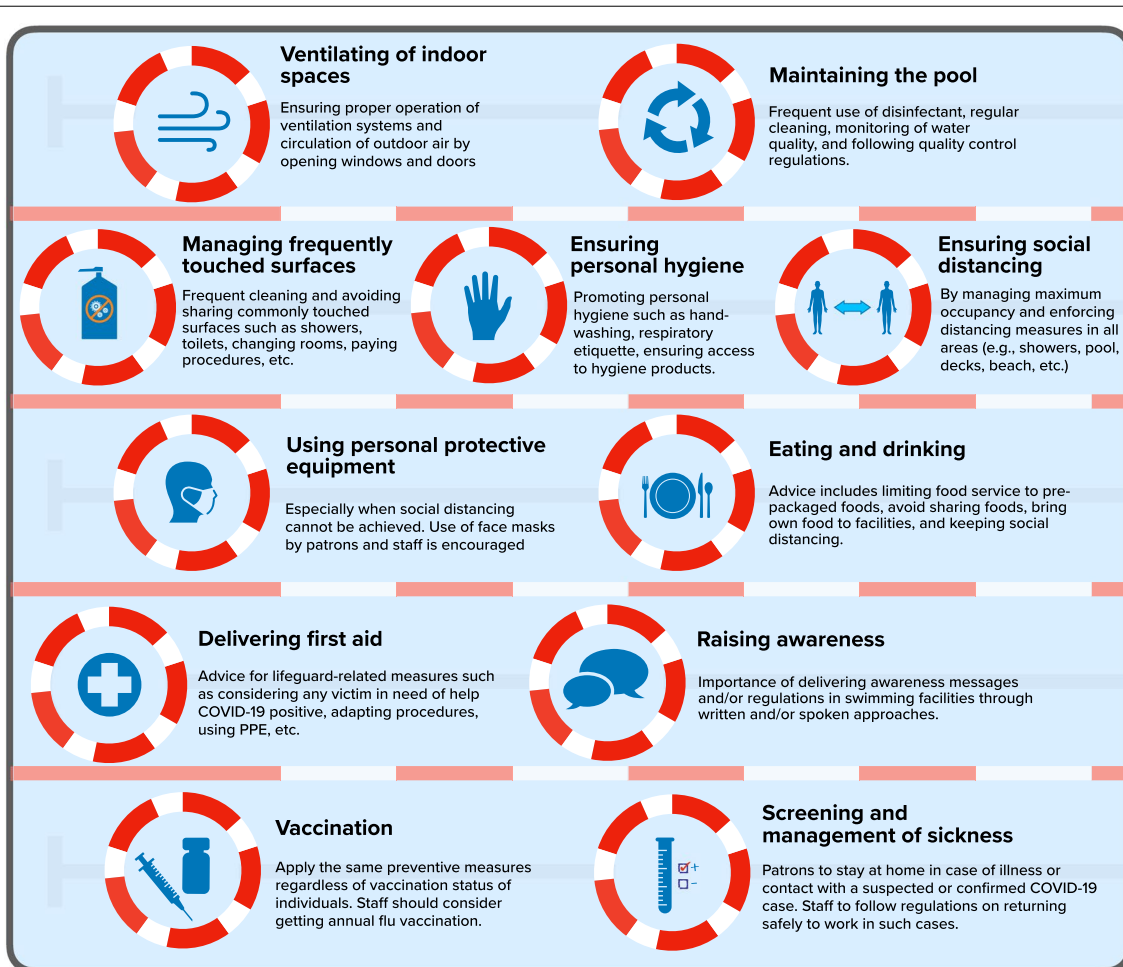 Ventilating of indoor
spaces
Ensuring proper operation of
ventilation systems and
circulation of outdoor air by
opening windows and doors
Maintaining the pool
Frequent use of disinfectant, regular
cleaning, monitoring of water
quality, and following quality control
regulations.
Managing frequently
touched surfaces
Frequent cleaning and avoiding
sharing commonly touched
surfaces such as showers,
toilets, changing rooms, paying
procedures, etc.
Ensuring
personal hygiene
Promoting personal
hygiene such as hand-
washing, respiratory
etiquette, ensuring access
to hygiene products.
Ensuring social
distancing
By managing maximum
occupancy and enforcing
distancing measures in all
areas (e.g., showers, pool,
decks, beach, etc.)
Using personal protective
equipment
Especially when social distancing
cannot be achieved. Use of face masks
by patrons and staff is encouraged
Eating and drinking
Advice includes limiting food service to pre-
packaged foods, avoid sharing foods, bring
own food to facilities, and keeping social
distancing.
Delivering first aid
Advice for lifeguard-related measures such
as considering any victim in need of help
COVID-19 positive, adapting procedures,
using PPE, etc.
Raising awareness
Importance of delivering awareness messages
and/or regulations in swimming facilities through
written and/or spoken approaches.
Vaccination
Apply the same preventive measures
regardless of vaccination status of
individuals. Staff should consider
getting annual flu vaccination.
Screening and
management of sickness
Patrons to stay at home in case of illness or
contact with a suspected or confirmed COVID-19
case. Staff to follow regulations on returning
safely to work in such cases.